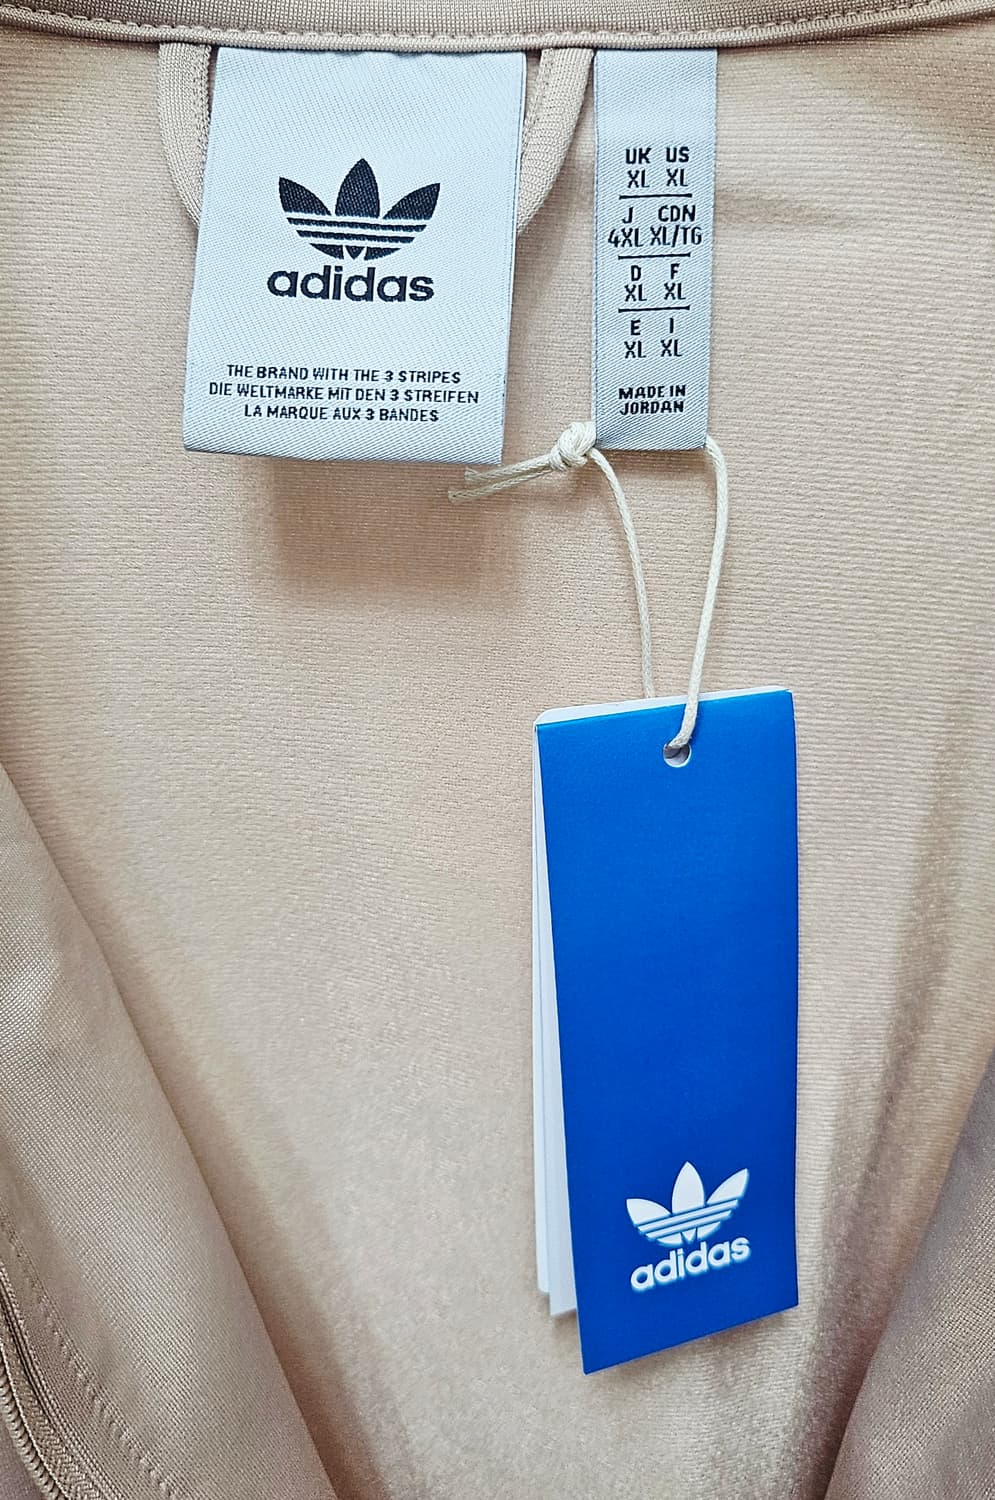 adidas
THE BRAND WITH THE 3 STRIPES
DIE WELTMARKE MIT DEN 3 STREIFEN
LA MARQUE AUX 3 BANDES
UK US
XL XL
J CDN
4XL XL/TG
D F
XL XL
E I
XL XL
MADE IN
JORDAN
adidas